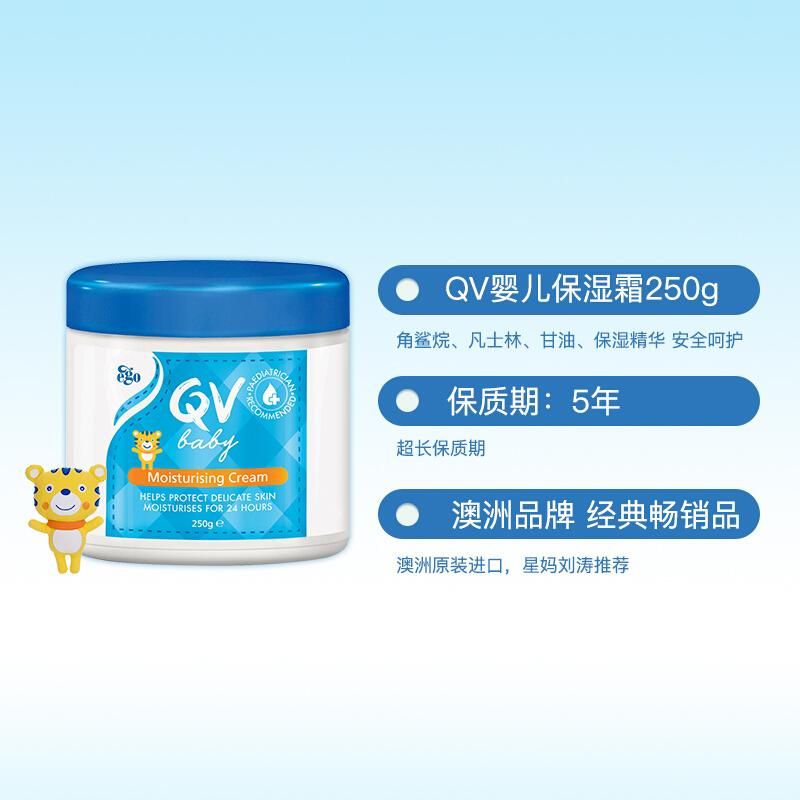 ego
QV
baby
PAEDIATRICIAN
RECOMMENDED
Moisturising Cream
HELPS PROTECT DELICATE SKIN
MOISTURISES FOR 24 HOURS
250g ℮
QV婴儿保湿霜250g
角鲨烷、凡士林、甘油、保湿精华 安全呵护
保质期：5年
超长保质期
澳洲品牌 经典畅销品
澳洲原装进口，星妈刘涛推荐